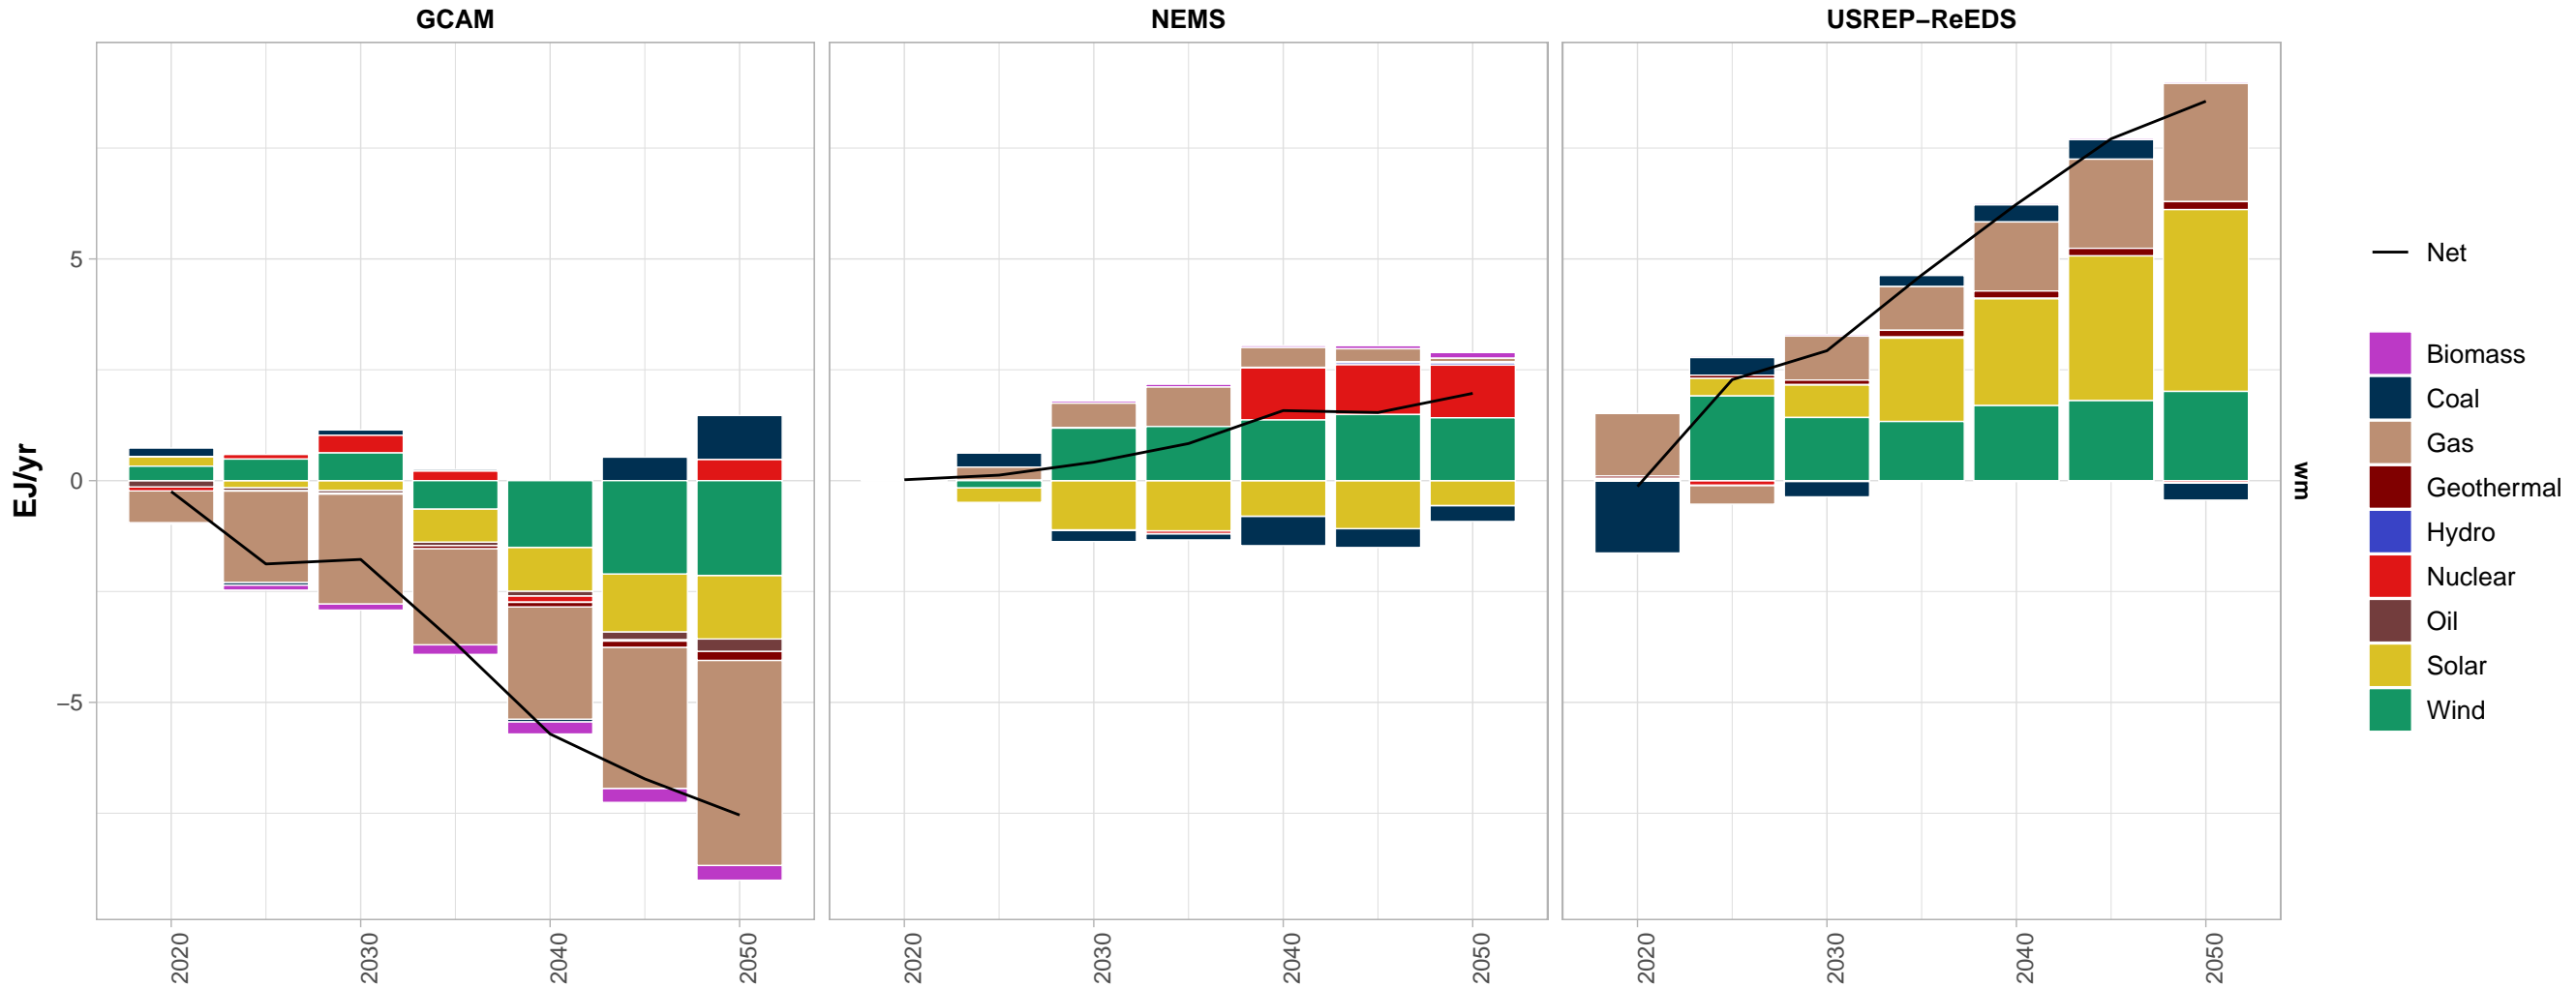 GCAM
NEMS
USREP−ReEDS
EJ/yr
5
0
−5
2020
2030
2040
2050
2020
2030
2040
2050
2020
2030
2040
2050
wm
Net
Biomass
Coal
Gas
Geothermal
Hydro
Nuclear
Oil
Solar
Wind